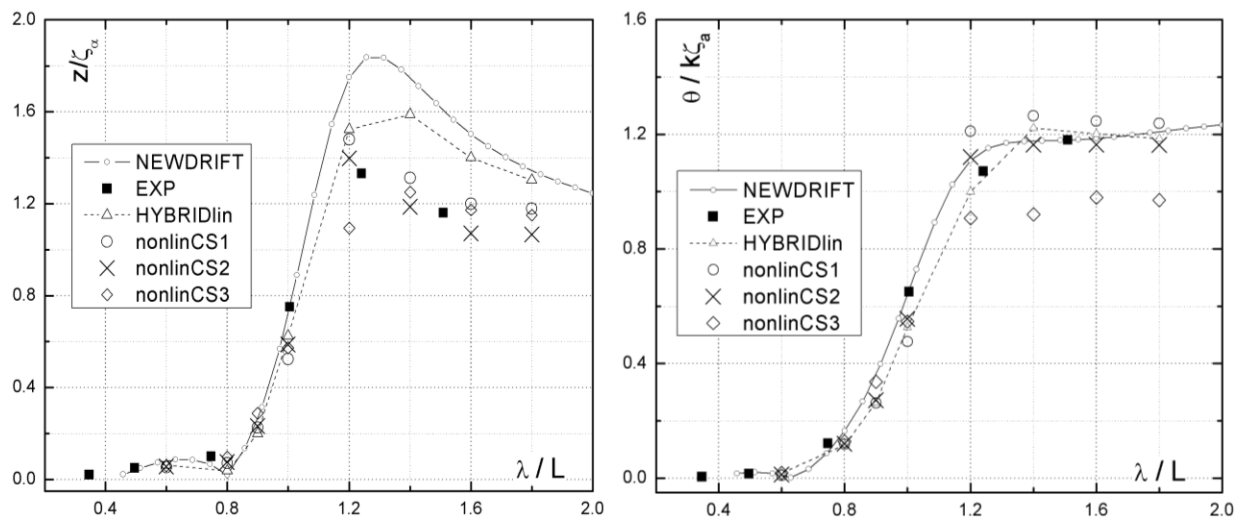 2.0
1.6
1.2
0.8
0.4
0.0
z/ζα
NEWDRIFT
EXP
HYBRIDlin
nonlinCS1
nonlinCS2
nonlinCS3
λ / L
0.4 0.8 1.2 1.6 2.0
1.6
1.2
0.8
0.4
0.0
θ / kζa
NEWDRIFT
EXP
HYBRIDlin
nonlinCS1
nonlinCS2
nonlinCS3
λ / L
0.4 0.8 1.2 1.6 2.0